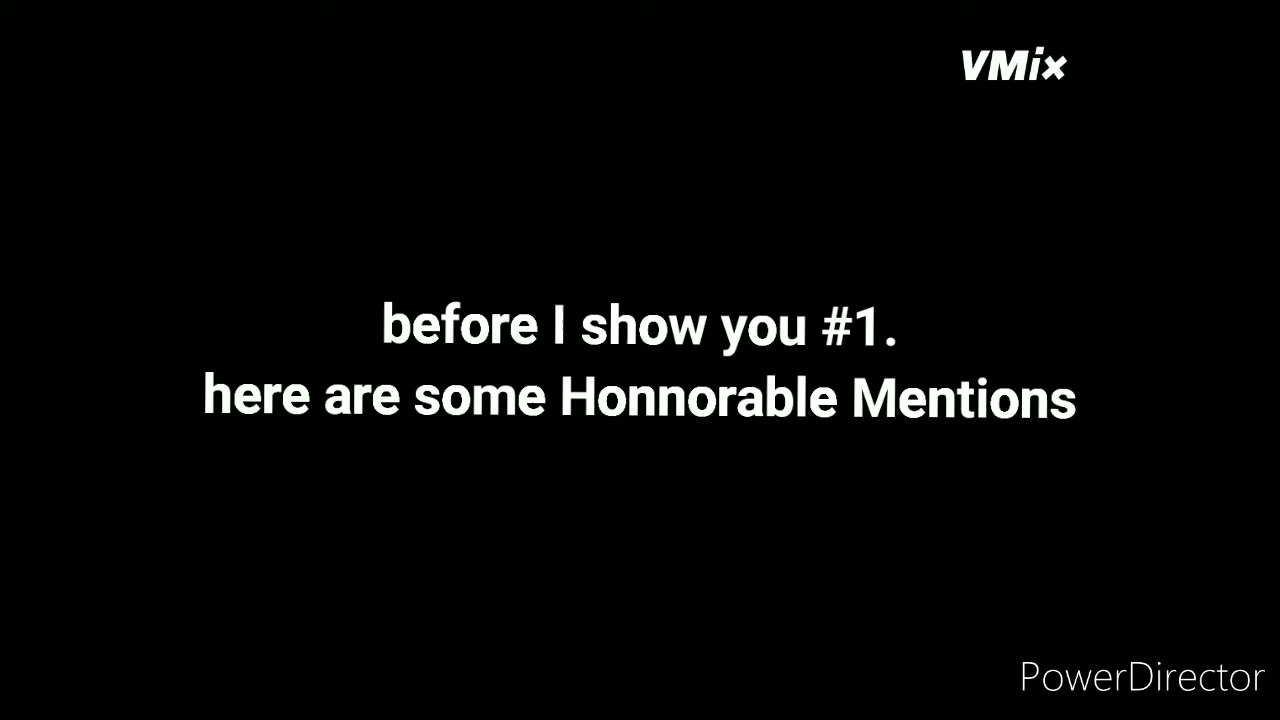 VMix
before I show you #1.
here are some Honnorable Mentions
PowerDirector